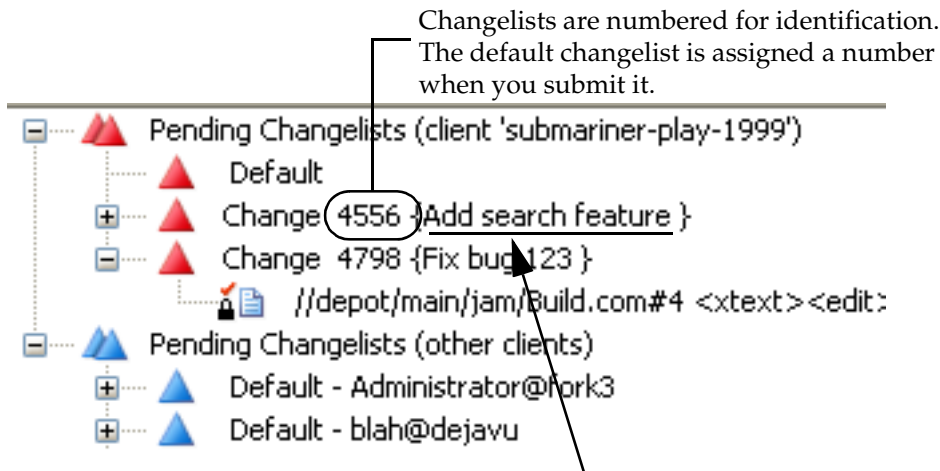 Changelists are numbered for identification.
The default changelist is assigned a number
when you submit it.
Pending Changelists (client 'submariner-play-1999')
Default
Change 4556 {Add search feature }
Change 4798 {Fix bug 123 }
//depot/main/jam/Build.com#4 <xtext><edit>
Pending Changelists (other clients)
Default - Administrator@fork3
Default - blah@dejavu